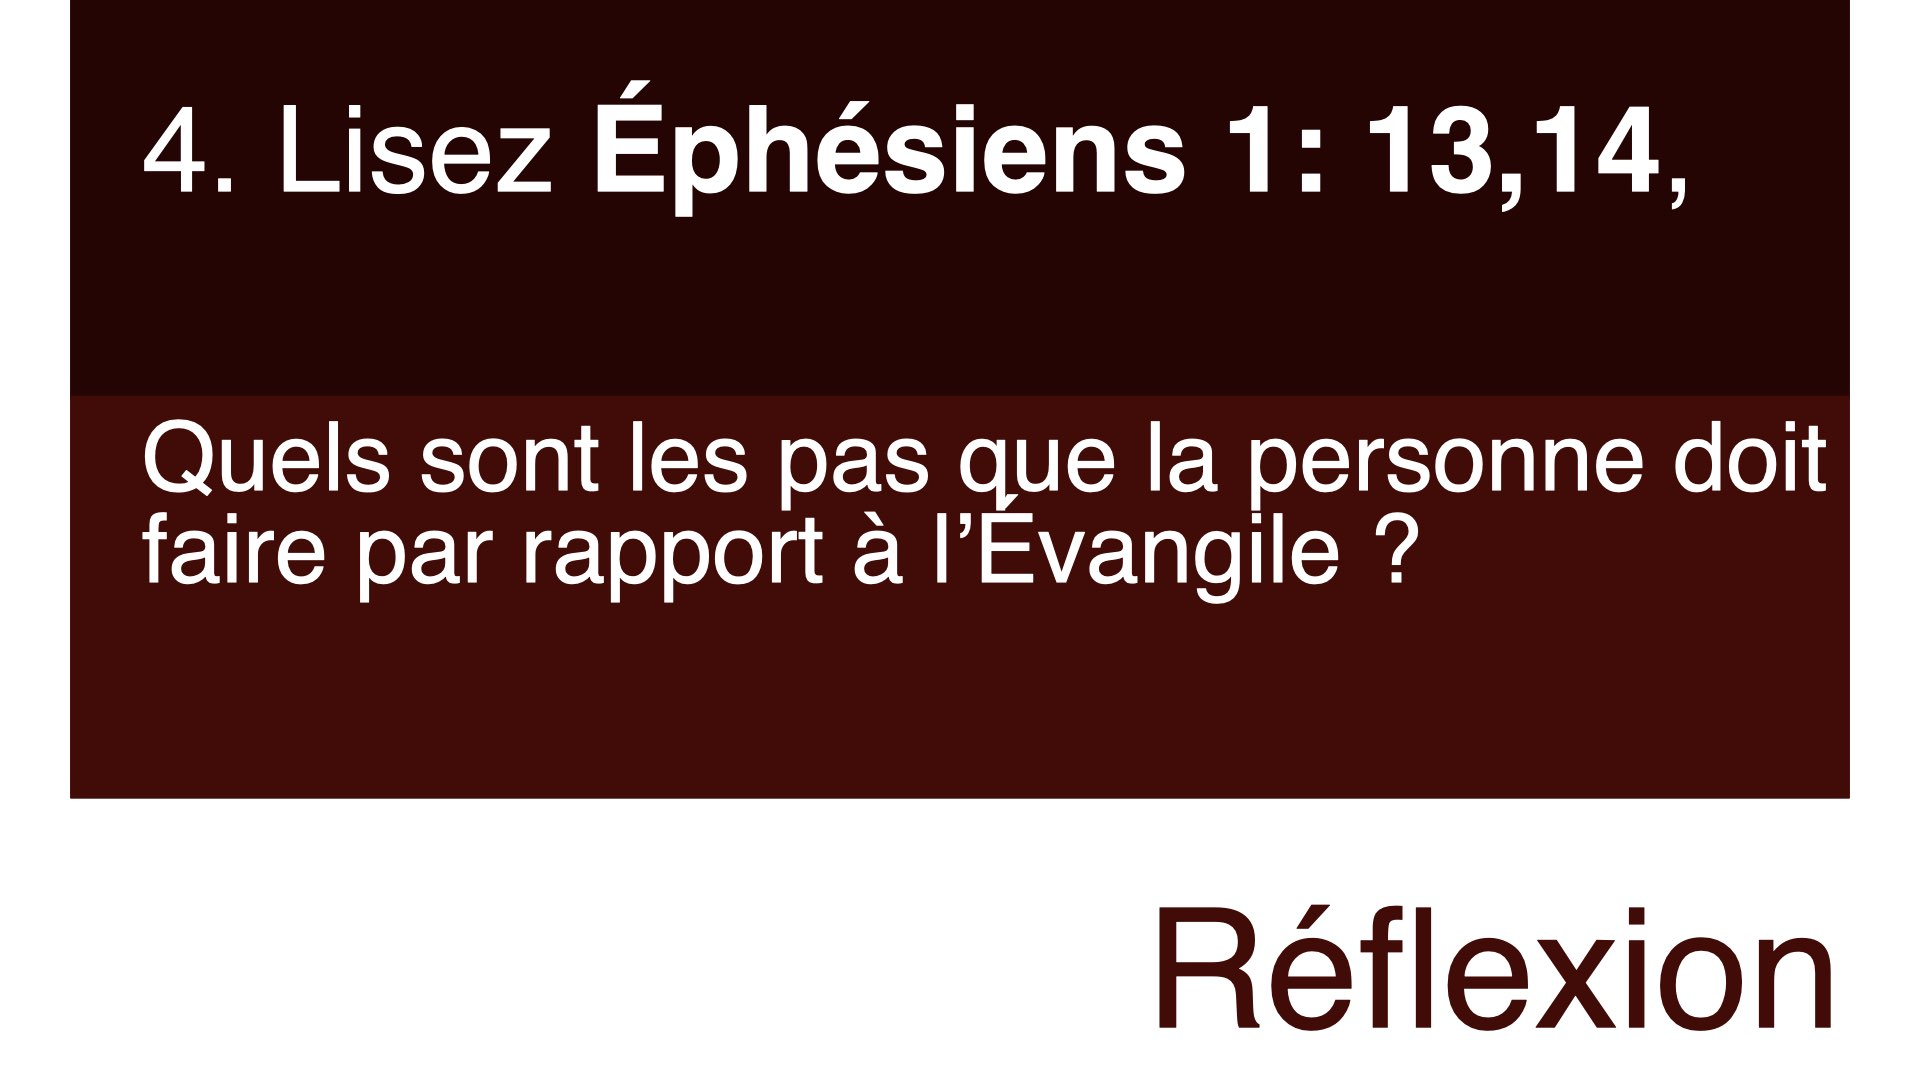 4. Lisez Éphésiens 1: 13,14,
Quels sont les pas que la personne doit
faire par rapport à l’Évangile ?
Réflexion